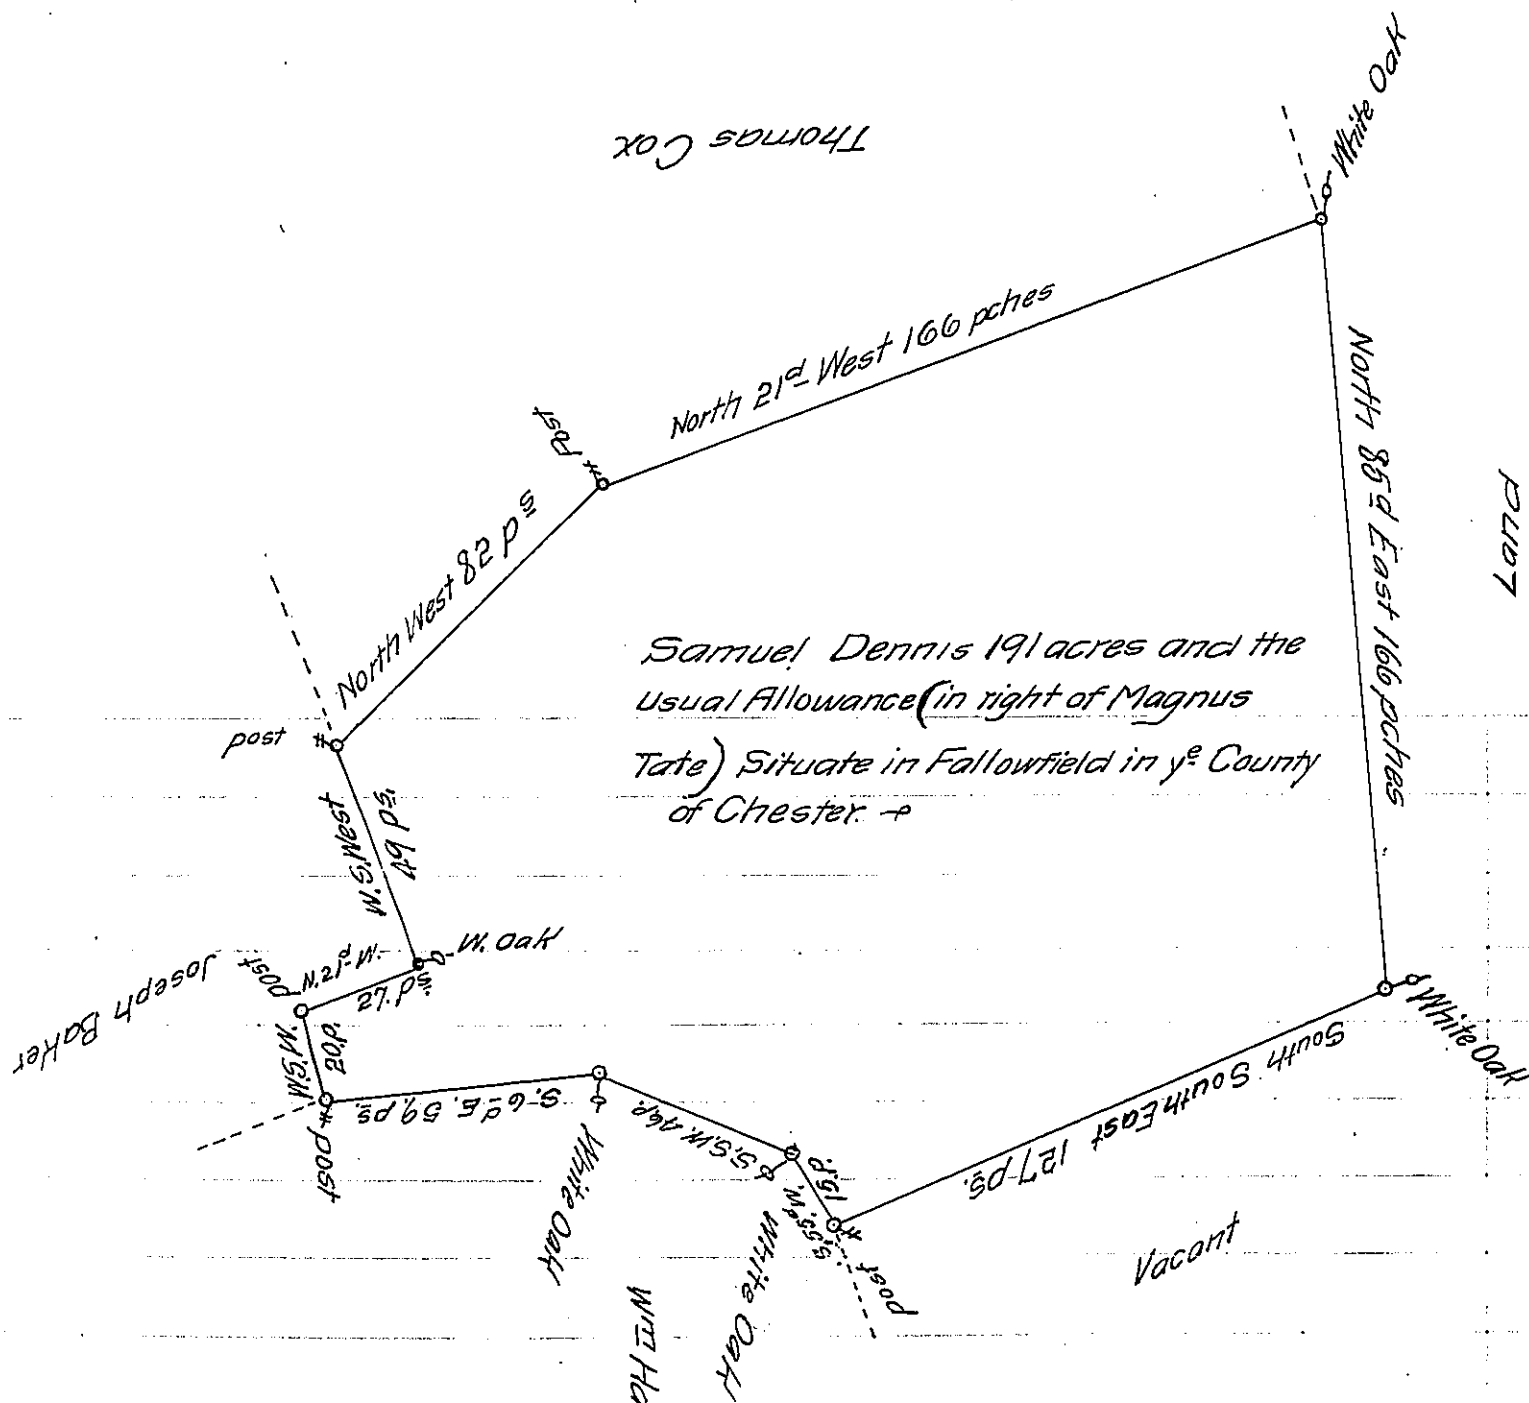 Thomas Cox
White Oak
North 21d West 166 pches
Post
North West 82 ps
North 85d East 166 pches
Land
Samuel Dennis 191 acres and the
usual Allowance (in right of Magnus
Tate) Situate in Fallowfield in ye County
of Chester.
post
W.S.West
49 ps.
W. Oak
N.21d W.
27. ps.
post
Joseph Baker
W.S.W.
20 p.
post
S. 6d E. 59 ps.
White Oak
S.S.W. 46 p.
White Oak
S. 55d W.
15. p.
post
South South East 127 ps.
White Oak
Vacant
Wm Ha